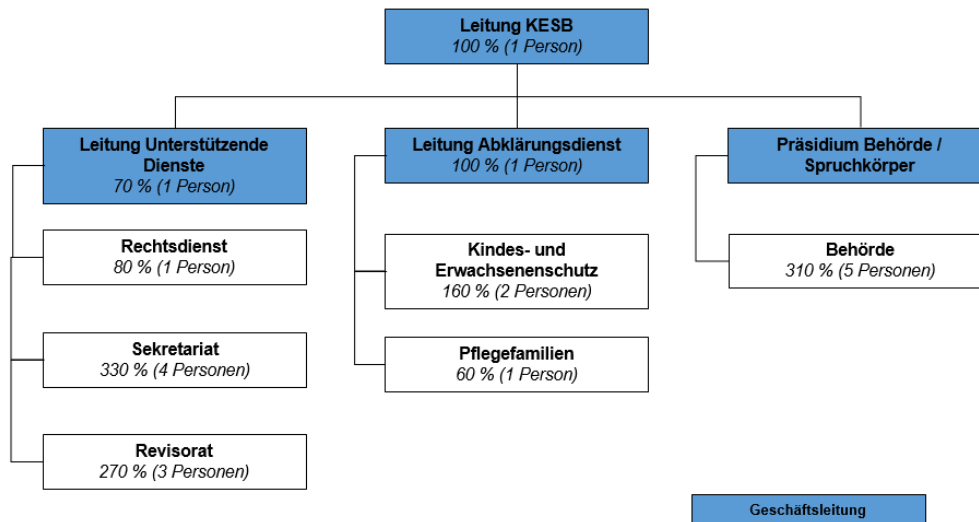 Leitung KESB
100 % (1 Person)
Leitung Unterstützende
Dienste
70 % (1 Person)
Leitung Abklärungsdienst
100 % (1 Person)
Präsidium Behörde /
Spruchkörper
Rechtsdienst
80 % (1 Person)
Kindes- und
Erwachsenenschutz
160 % (2 Personen)
Behörde
310 % (5 Personen)
Sekretariat
330 % (4 Personen)
Pflegefamilien
60 % (1 Person)
Revisorat
270 % (3 Personen)
Geschäftsleitung